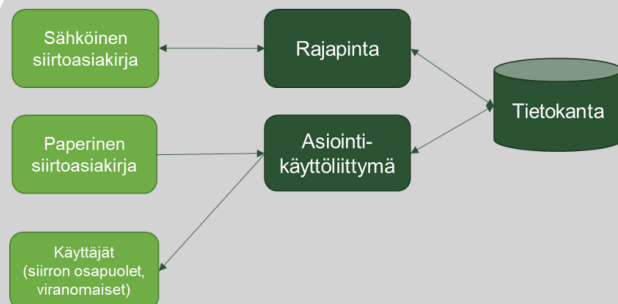 Sähköinen
siirtoasiakirja
Rajapinta
Tietokanta
Paperinen
siirtoasiakirja
Asiointi-
käyttöliittymä
Käyttäjät
(siirron osapuolet,
viranomaiset)